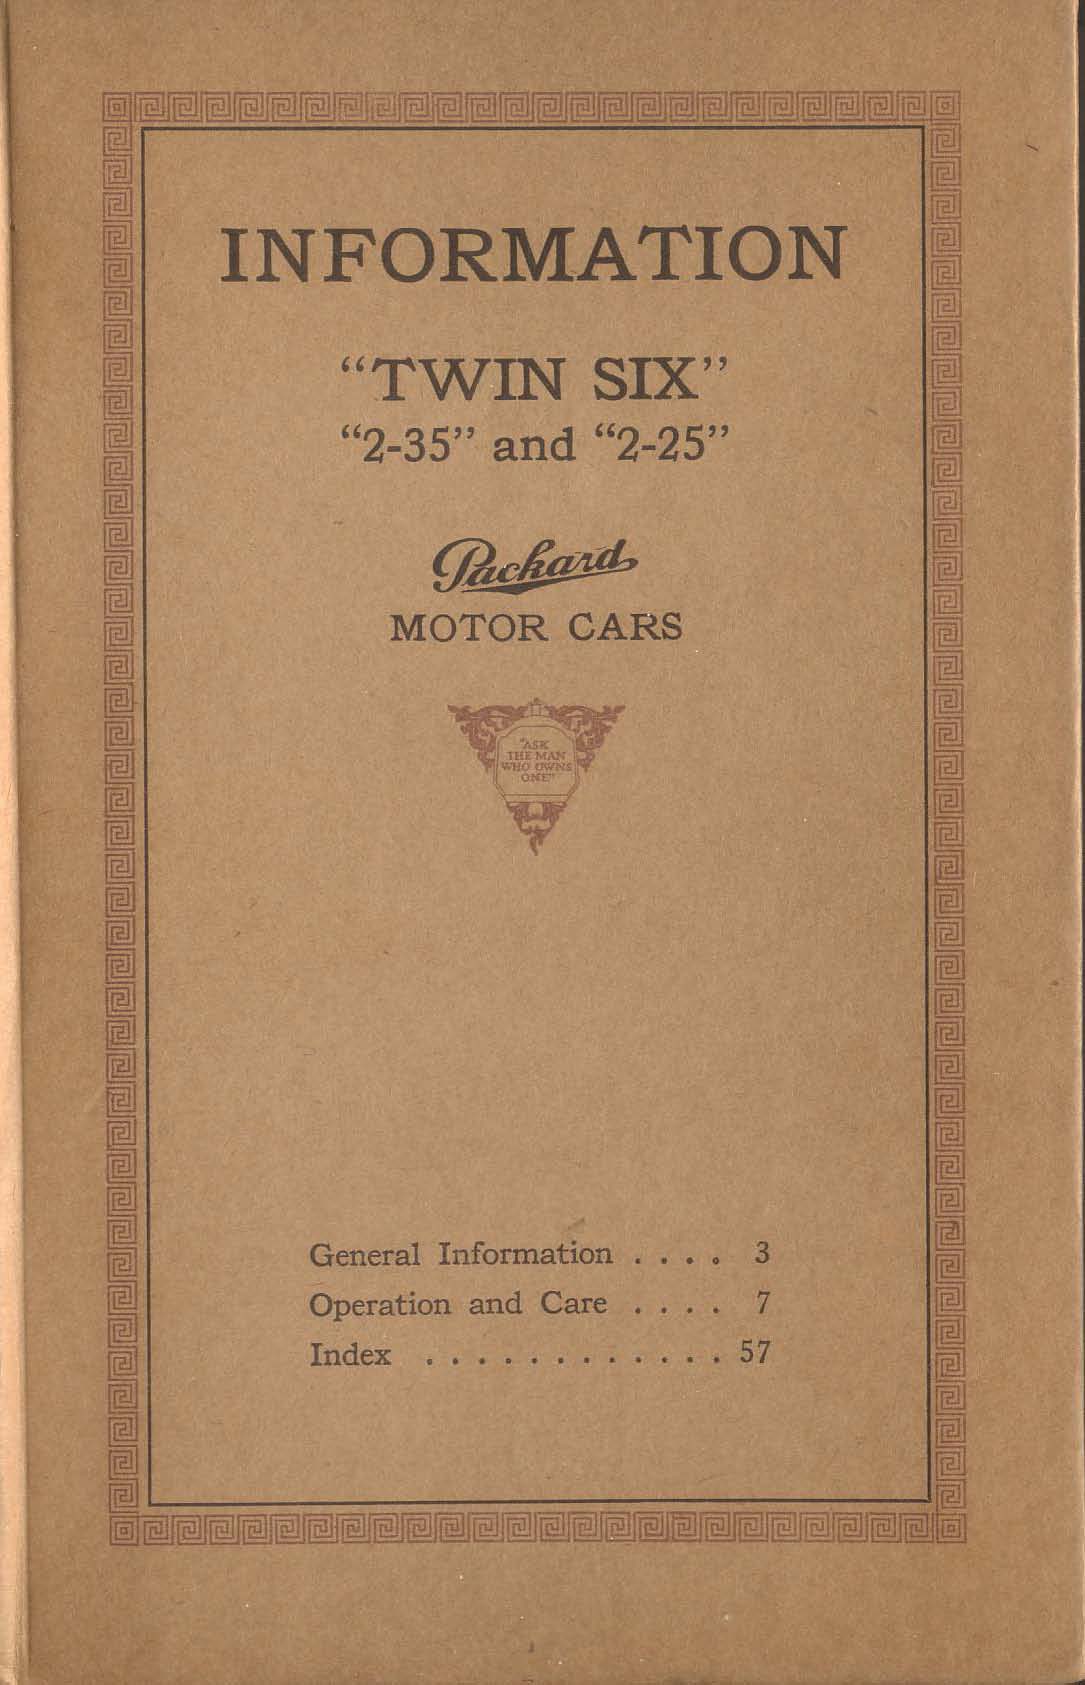 INFORMATION
“TWIN SIX”
“2-35” and “2-25”
Packard
MOTOR CARS
“ASK
THE MAN
WHO OWNS
ONE”
General Information . . . . 3
Operation and Care . . . . 7
Index . . . . . . . . . . . . 57